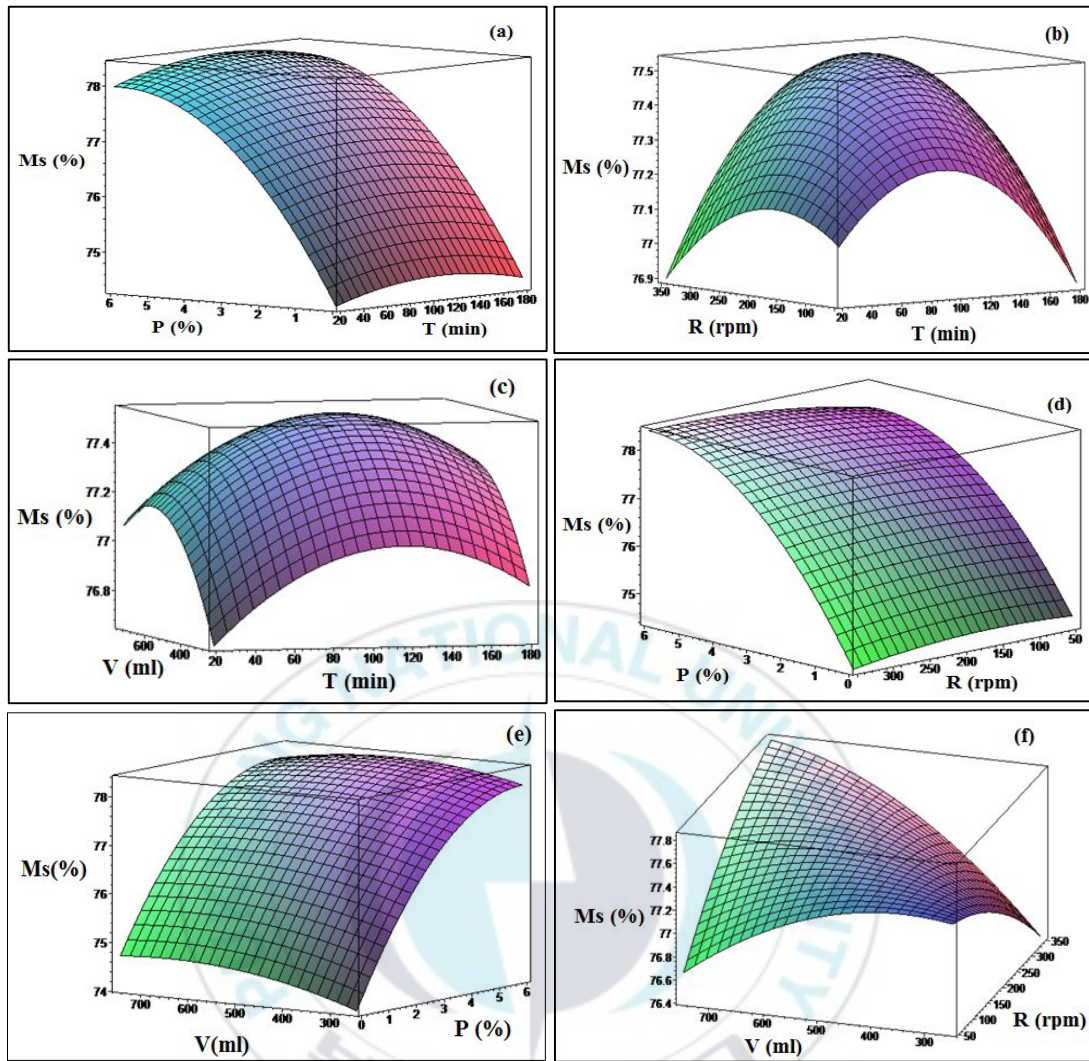 (a)
78
77
Ms (%)
76
75
6 5 4 3 2 1 20 40 60 80 100 120 140 160 180
P (%) T (min)
(b)
77.5
77.4
77.3
Ms (%)
77.2
77.1
77
76.9
350 300 250 200 150 100 20 40 60 80 100 120 140 160 180
R (rpm) T (min)
(c)
77.4
77.2
Ms (%)
77
76.8
600 400 20 40 60 80 100 120 140 160 180
V (ml) T (min)
(d)
78
77
Ms (%)
76
75
6 5 4 3 2 1 0 300 250 200 150 100 50
P (%) R (rpm)
(e)
78
77
Ms(%)
76
75
74
700 600 500 400 300 0 1 2 3 4 5 6
V(ml) P (%)
(f)
77.8
77.6
77.4
77.2
Ms (%)
77
76.8
76.6
76.4
700 600 500 400 300 50 100 150 200 250 300 350
V (ml) R (rpm)
NG NATIONAL UNI